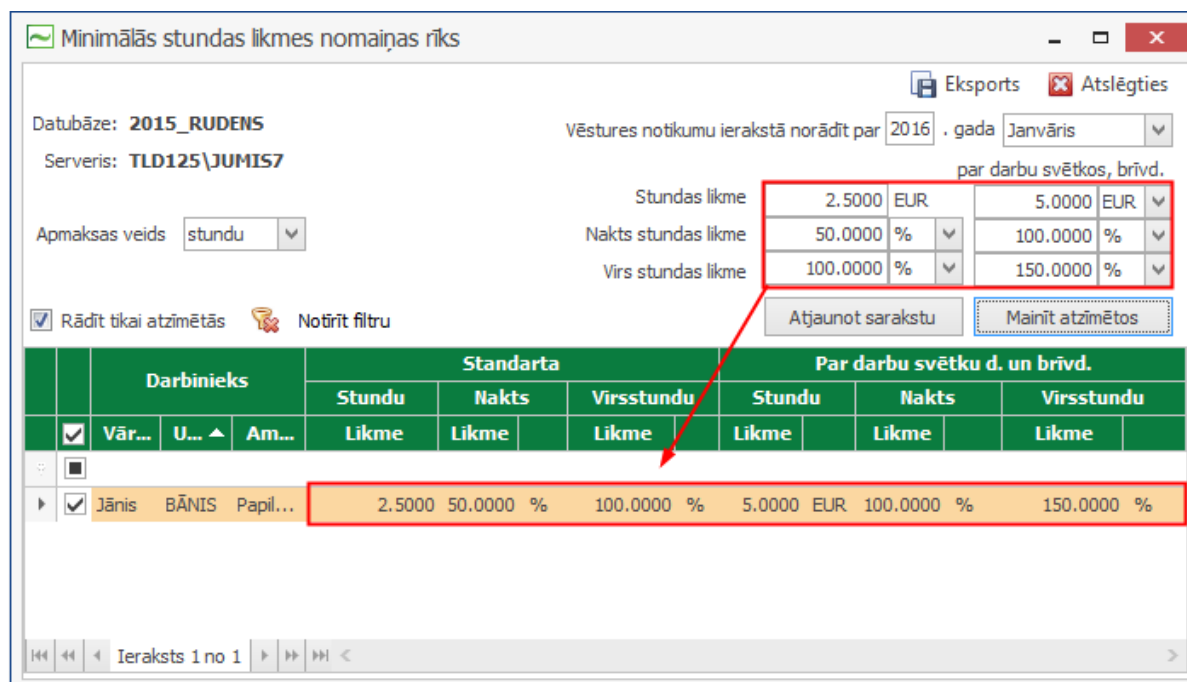 Minimālās stundas likmes nomaiņas rīks
Eksports Atslēgties
Datubāze: 2015_RUDENS Vēstures notikumu ierakstā norādīt par 2016 . gada Janvāris
Serveris: TLD125\JUMIS7 par darbu svētkos, brīvd.
Stundas likme 2.5000 EUR 5.0000 EUR
Apmaksas veids stundu Nakts stundas likme 50.0000 % 100.0000 %
Virs stundas likme 100.0000 % 150.0000 %
Rādīt tikai atzīmētās Notīrīt filtru Atjaunot sarakstu Mainīt atzīmētos
Darbinieks Standarta Par darbu svētku d. un brīvd.
Stundu Nakts Virsstundu Stundu Nakts Virsstundu
Vār... U... Am... Likme Likme Likme Likme Likme Likme
Jānis BĀNIS Papil... 2.5000 50.0000 % 100.0000 % 5.0000 EUR 100.0000 % 150.0000 %
Ieraksts 1 no 1